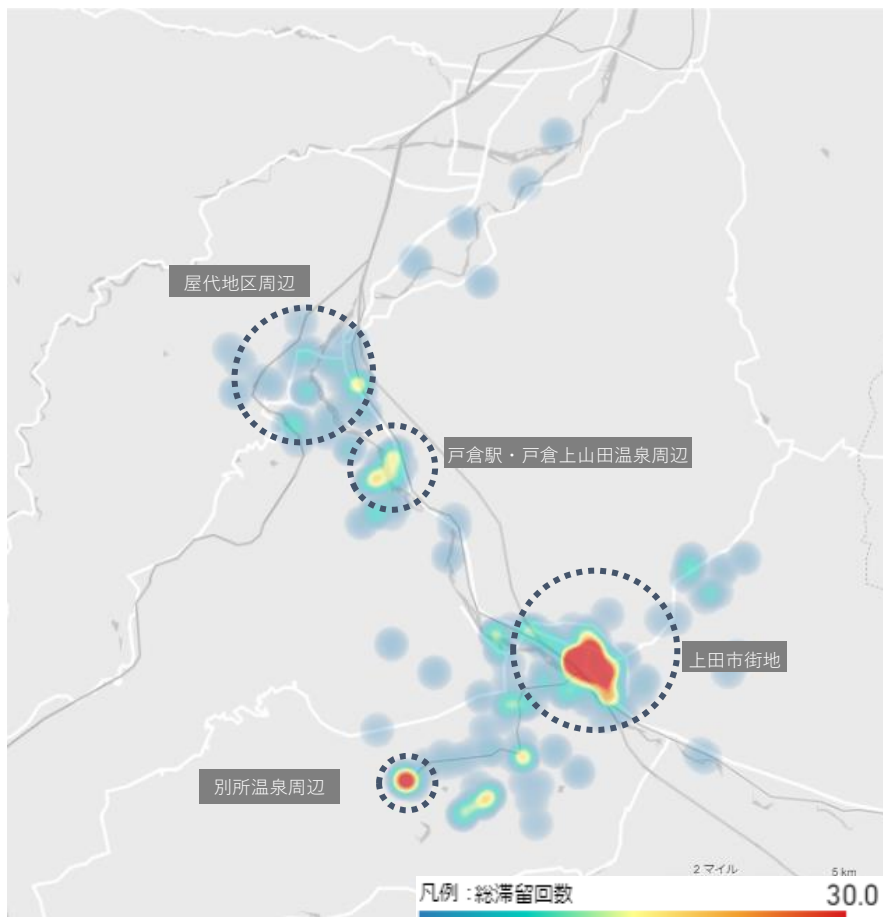 屋代地区周辺
戸倉駅・戸倉上山田温泉周辺
上田市街地
別所温泉周辺
2 マイル
5 km
凡例：総滞留回数
30.0